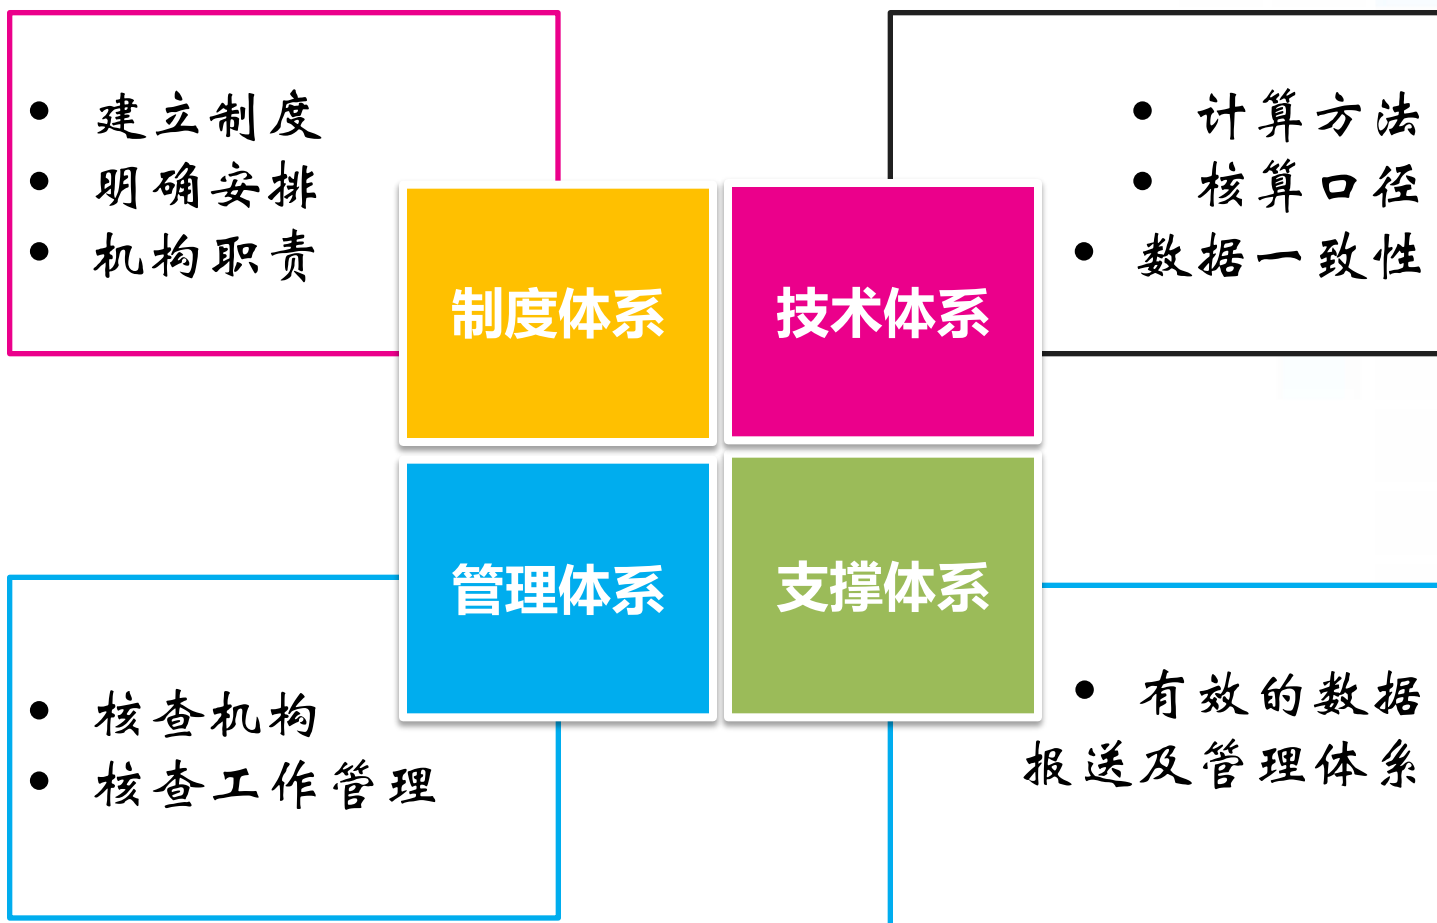 • 建立制度
• 明确安排
• 机构职责
• 计算方法
• 核算口径
• 数据一致性
制度体系
技术体系
管理体系
支撑体系
• 核查机构
• 核查工作管理
• 有效的数据
报送及管理体系